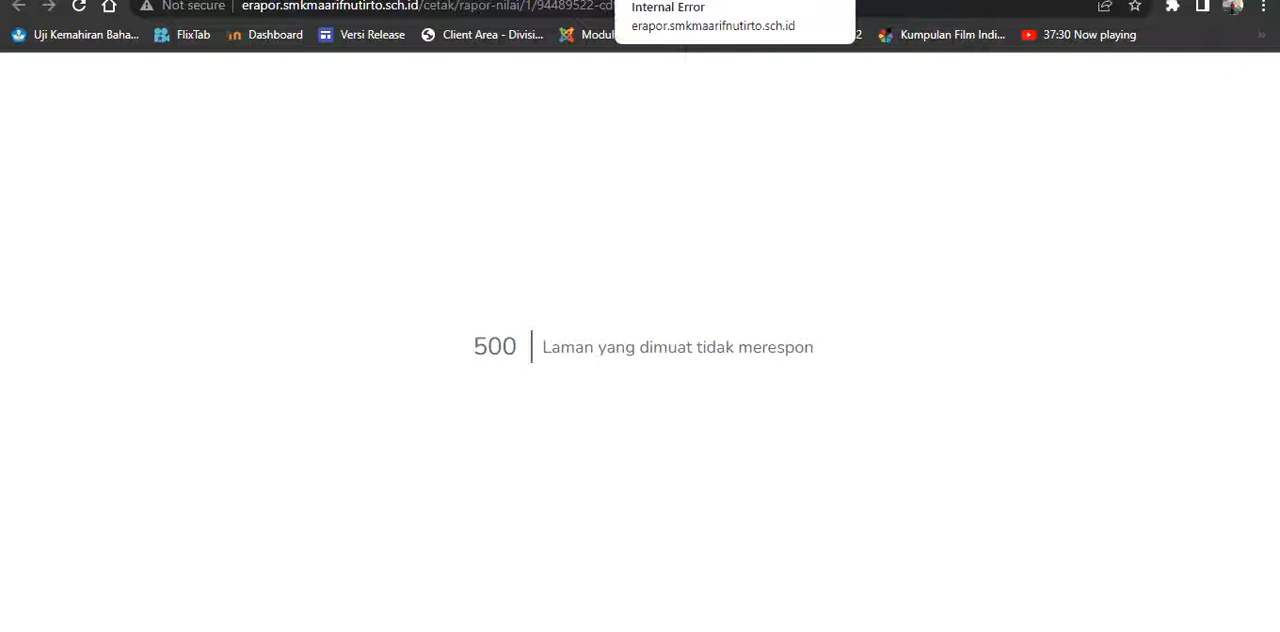 Internal Error
Not secure erapor.smkmaarifnutirto.sch.id/cetak/rapor-nilai/1/94489522-cd
erapor.smkmaarifnutirto.sch.id
Uji Kemahiran Baha... FlixTab Dashboard Versi Release Client Area - Divisi... Modul 2 Kumpulan Film Indi... 37:30 Now playing »
500 Laman yang dimuat tidak merespon